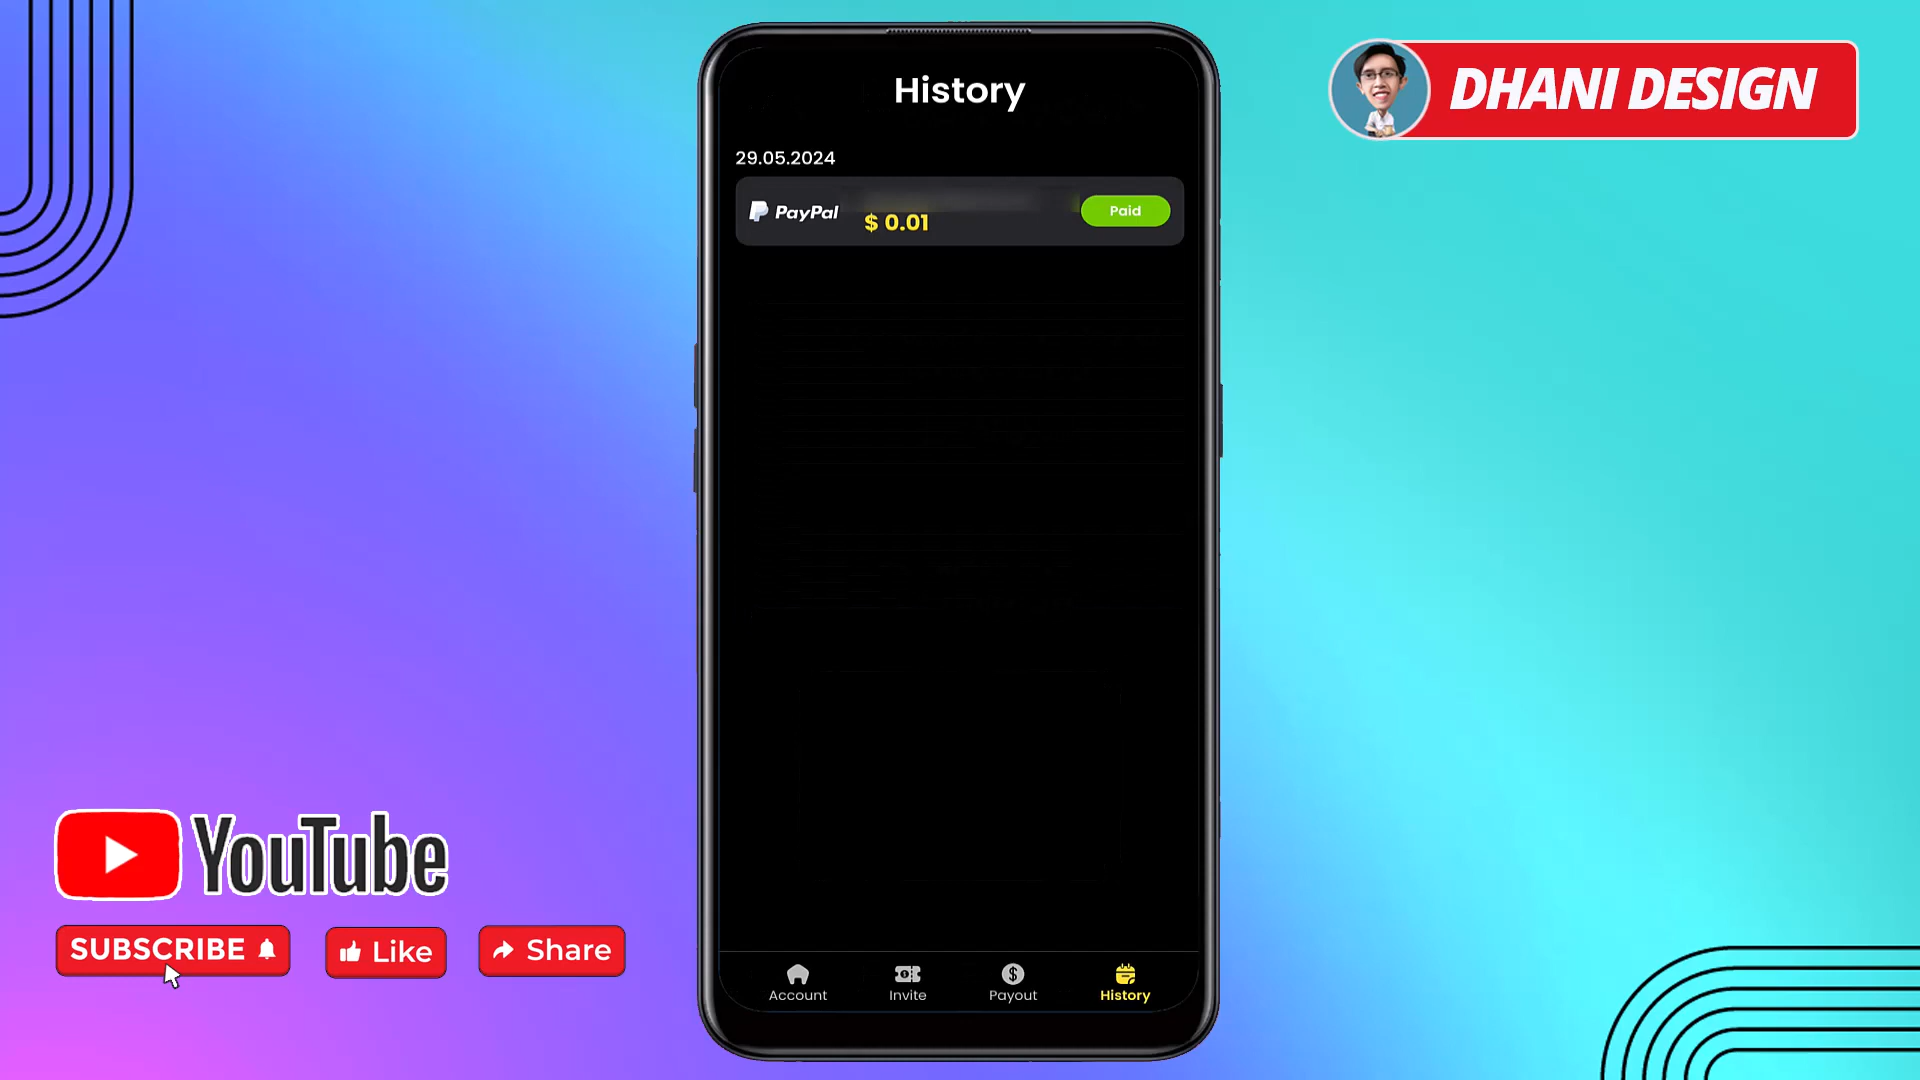 History
DHANI DESIGN
29.05.2024
PayPal
$ 0.01
Paid
YouTube
SUBSCRIBE
Like
Share
Account
Invite
Payout
History